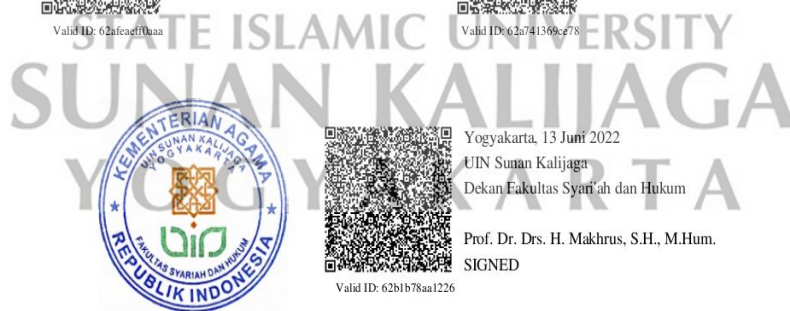 Valid ID: 62afeaeff0aaa
Valid ID: 62a741369ce78
STATE ISLAMIC UNIVERSITY
SUNAN KALIJAGA
YOGYAKARTA
KEMENTERIAN AGAMA
UIN SUNAN KALIJAGA
YOGYAKARTA
FAKULTAS SYARIAH DAN HUKUM
REPUBLIK INDONESIA
Valid ID: 62b1b78aa1226
Yogyakarta, 13 Juni 2022
UIN Sunan Kalijaga
Dekan Fakultas Syari'ah dan Hukum
Prof. Dr. Drs. H. Makhrus, S.H., M.Hum.
SIGNED